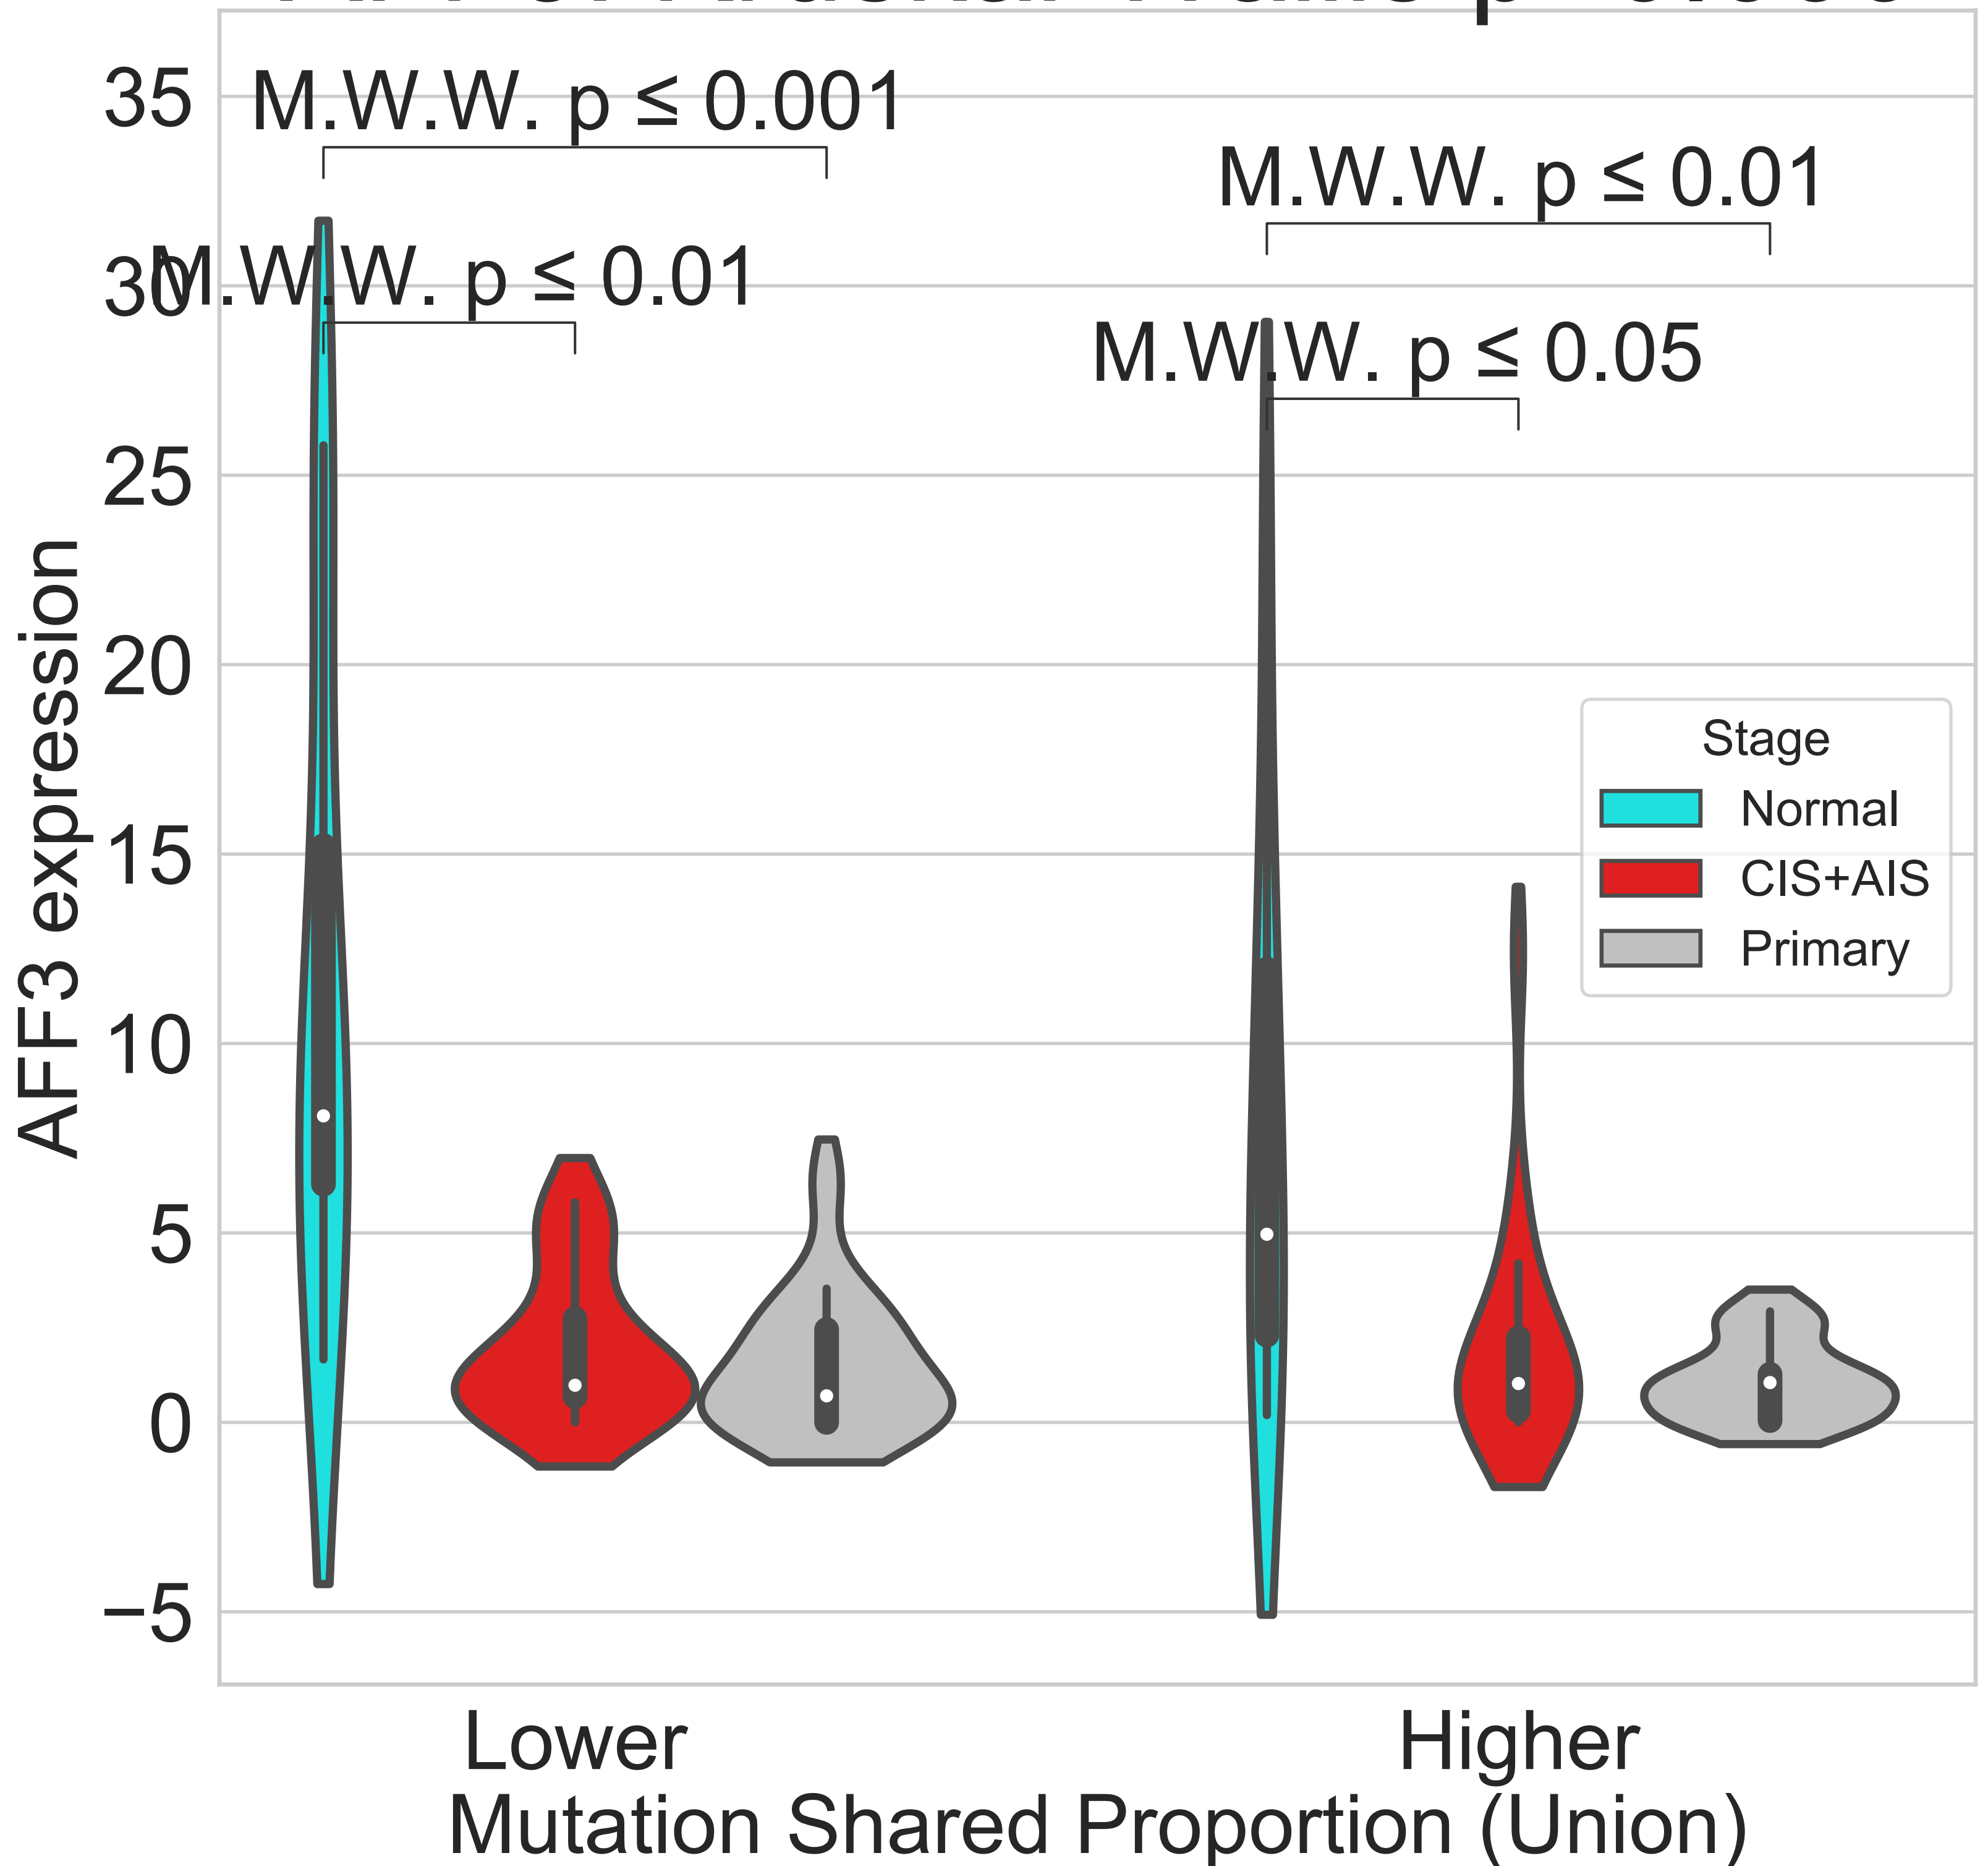 35
M.W.W. p ≤ 0.001
M.W.W. p ≤ 0.01
30
M.W.W. p ≤ 0.01
M.W.W. p ≤ 0.05
25
20
15
10
5
0
−5
AFF3 expression
Stage
Normal
CIS+AIS
Primary
Lower
Higher
Mutation Shared Proportion (Union)